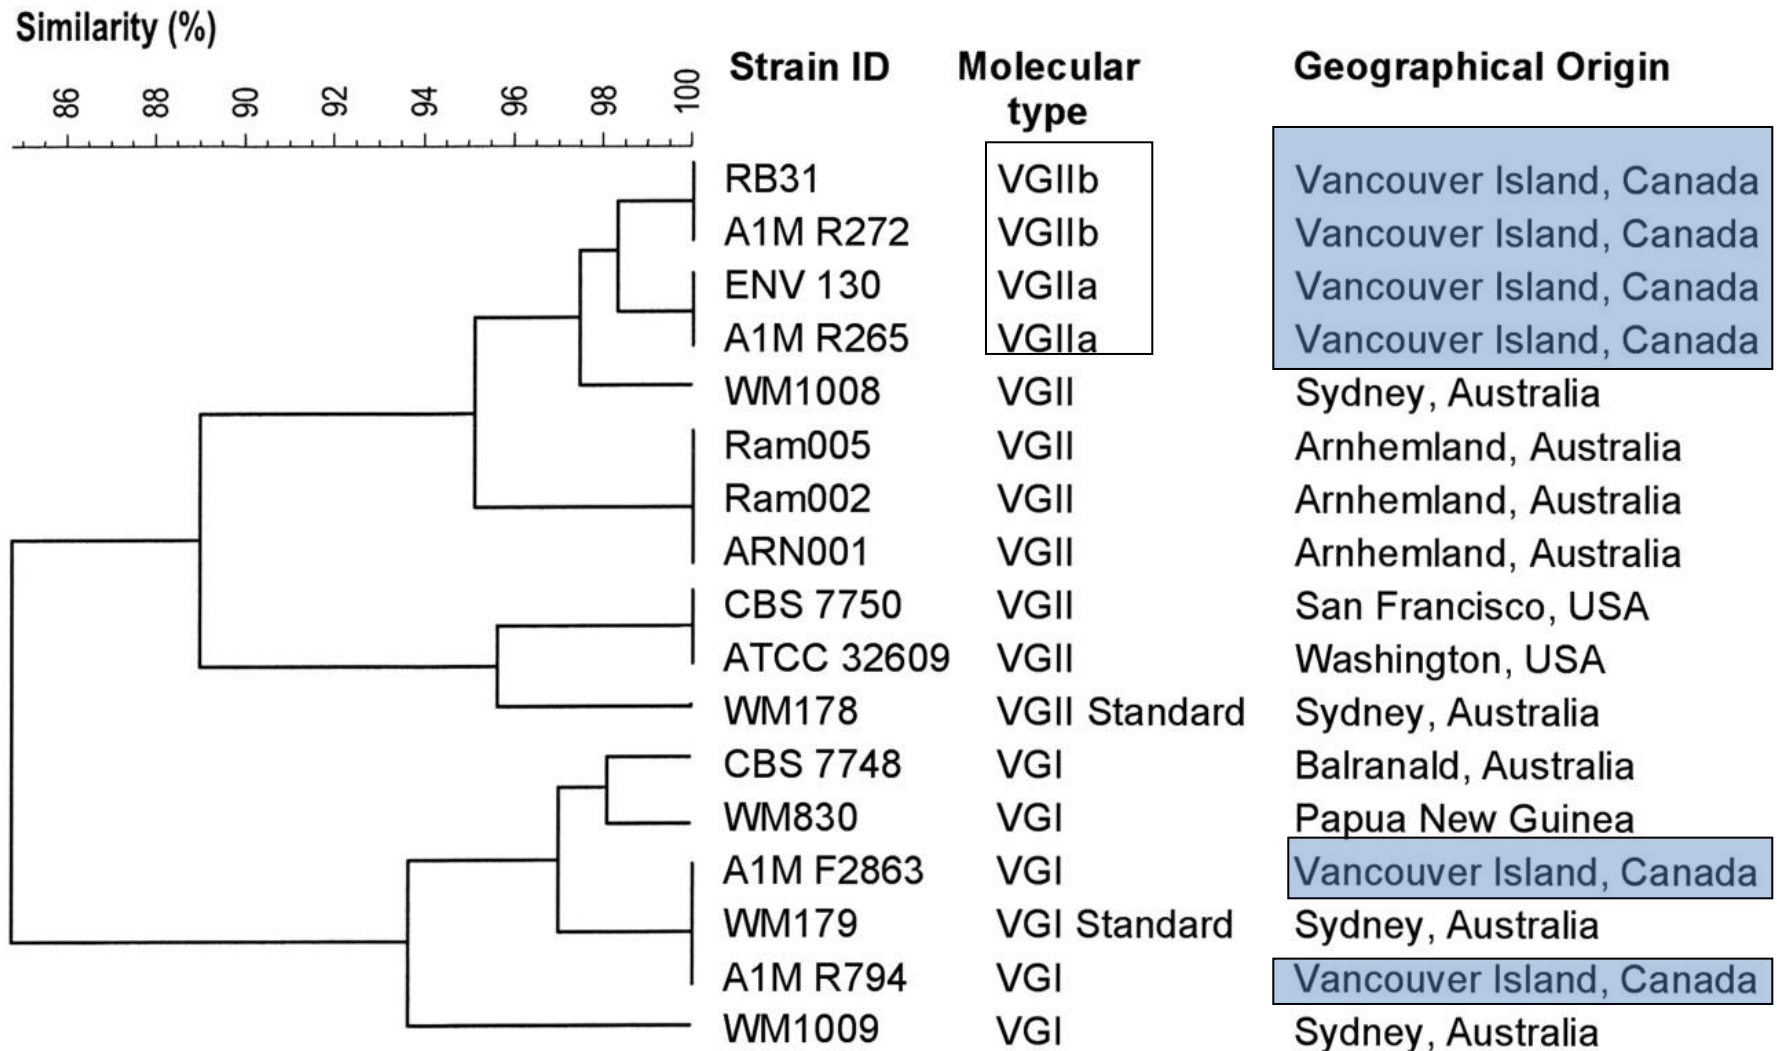 Similarity (%)
86 88 90 92 94 96 98 100
Strain ID Molecular type Geographical Origin
RB31 VGIIb Vancouver Island, Canada
A1M R272 VGIIb Vancouver Island, Canada
ENV 130 VGIIa Vancouver Island, Canada
A1M R265 VGIIa Vancouver Island, Canada
WM1008 VGII Sydney, Australia
Ram005 VGII Arnhemland, Australia
Ram002 VGII Arnhemland, Australia
ARN001 VGII Arnhemland, Australia
CBS 7750 VGII San Francisco, USA
ATCC 32609 VGII Washington, USA
WM178 VGII Standard Sydney, Australia
CBS 7748 VGI Balranald, Australia
WM830 VGI Papua New Guinea
A1M F2863 VGI Vancouver Island, Canada
WM179 VGI Standard Sydney, Australia
A1M R794 VGI Vancouver Island, Canada
WM1009 VGI Sydney, Australia